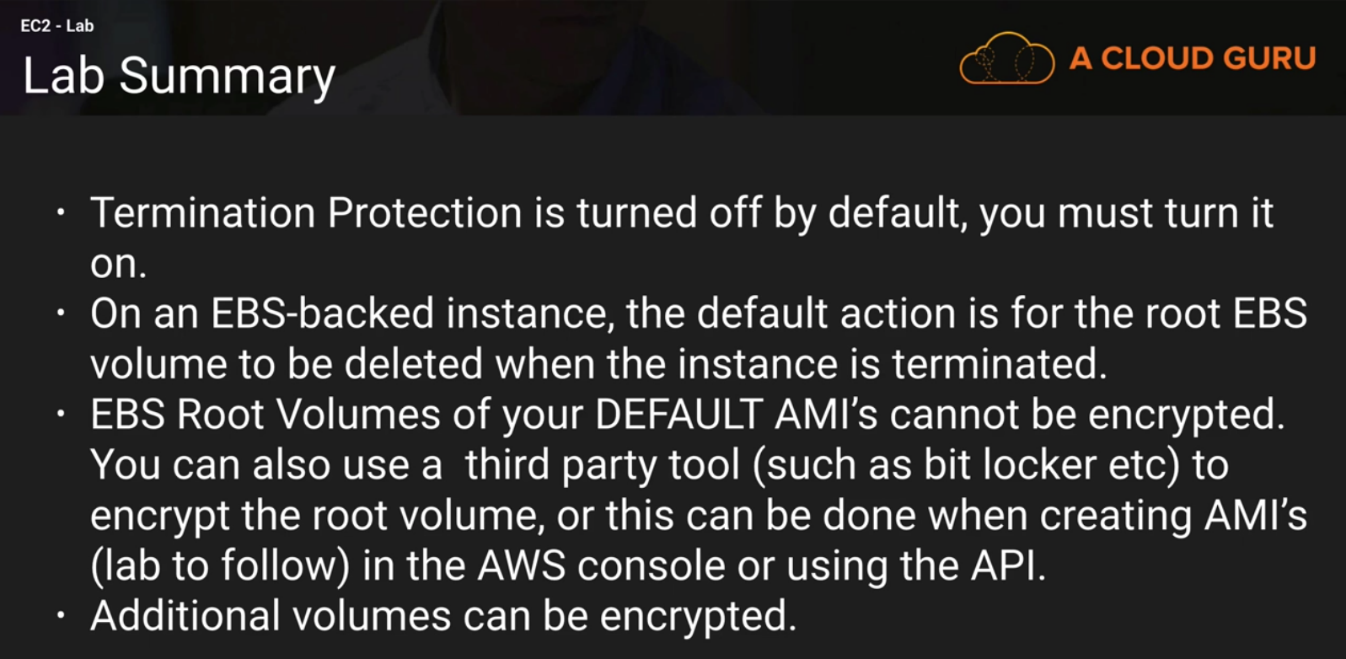 EC2 - Lab
Lab Summary
A CLOUD GURU
· Termination Protection is turned off by default, you must turn it
on.
· On an EBS-backed instance, the default action is for the root EBS
volume to be deleted when the instance is terminated.
· EBS Root Volumes of your DEFAULT AMI’s cannot be encrypted.
You can also use a  third party tool (such as bit locker etc) to
encrypt the root volume, or this can be done when creating AMI’s
(lab to follow) in the AWS console or using the API.
· Additional volumes can be encrypted.